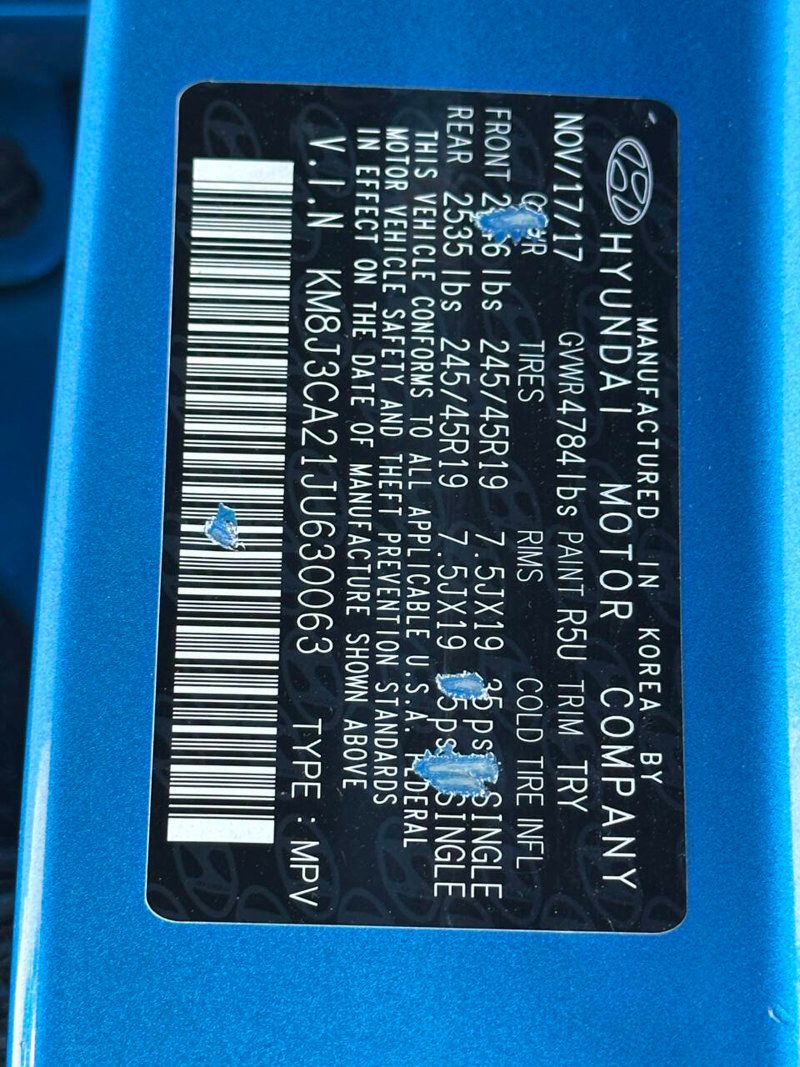 MANUFACTURED IN KOREA BY
HYUNDAI MOTOR COMPANY
NOV/17/17 GVWR 4784 lbs PAINT R5U TRIM TRY
TIRES RIMS COLD TIRE INFL
FRONT lbs 245/45R19 7.5JX19 SINGLE
REAR 2535 lbs 245/45R19 7.5JX19 SINGLE
THIS VEHICLE CONFORMS TO ALL APPLICABLE U.S.A. FEDERAL
MOTOR VEHICLE SAFETY AND THEFT PREVENTION STANDARDS
IN EFFECT ON THE DATE OF MANUFACTURE SHOWN ABOVE
V.I.N KM8J3CA21JU630063 TYPE : MPV